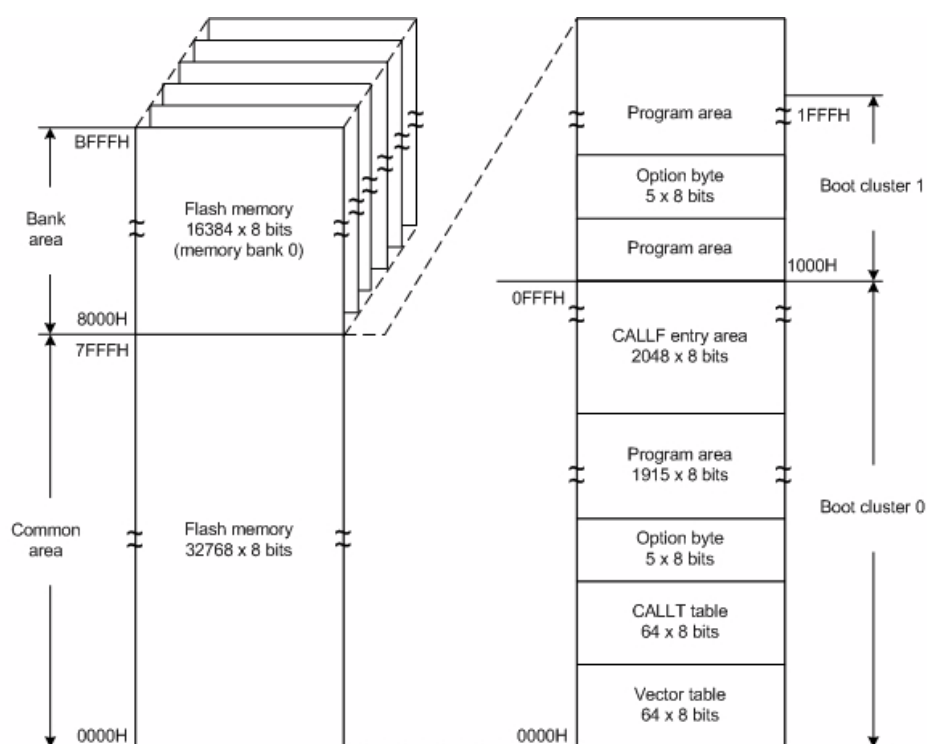 BFFFH
Bank
area
Flash memory
16384 x 8 bits
(memory bank 0)
8000H
7FFFH
Common
area
Flash memory
32768 x 8 bits
0000H
Program area
1FFFH
Option byte
5 x 8 bits
Boot cluster 1
Program area
1000H
0FFFH
CALLF entry area
2048 x 8 bits
Program area
1915 x 8 bits
Boot cluster 0
Option byte
5 x 8 bits
CALLT table
64 x 8 bits
Vector table
64 x 8 bits
0000H